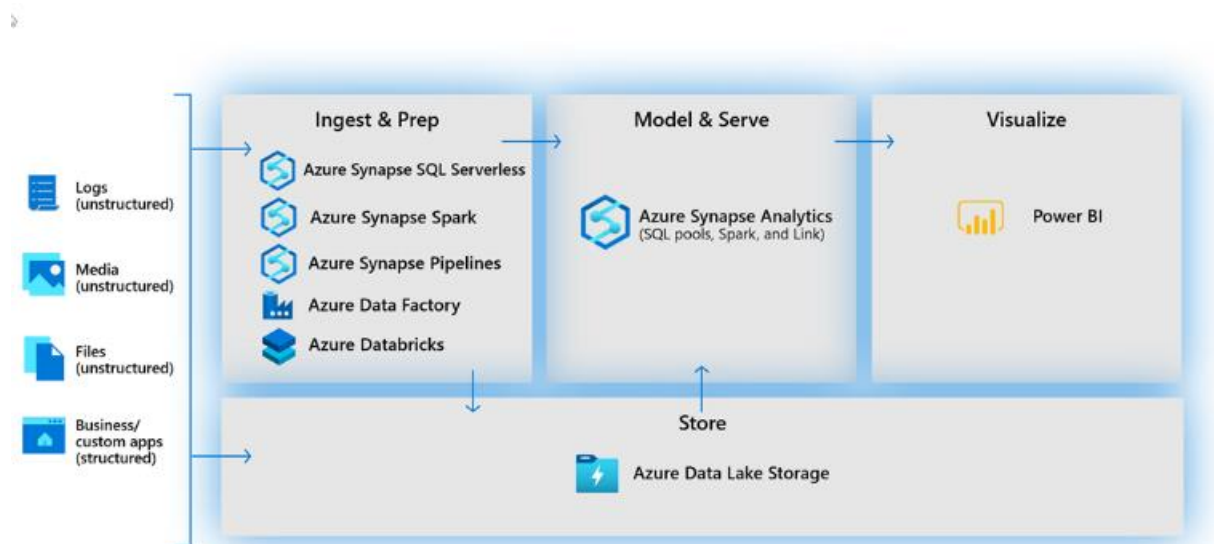 Ingest & Prep
Model & Serve
Visualize
Azure Synapse SQL Serverless
Azure Synapse Spark
Azure Synapse Pipelines
Azure Data Factory
Azure Databricks
Azure Synapse Analytics
(SQL pools, Spark, and Link)
Power BI
Logs
(unstructured)
Media
(unstructured)
Files
(unstructured)
Business/
custom apps
(structured)
Store
Azure Data Lake Storage